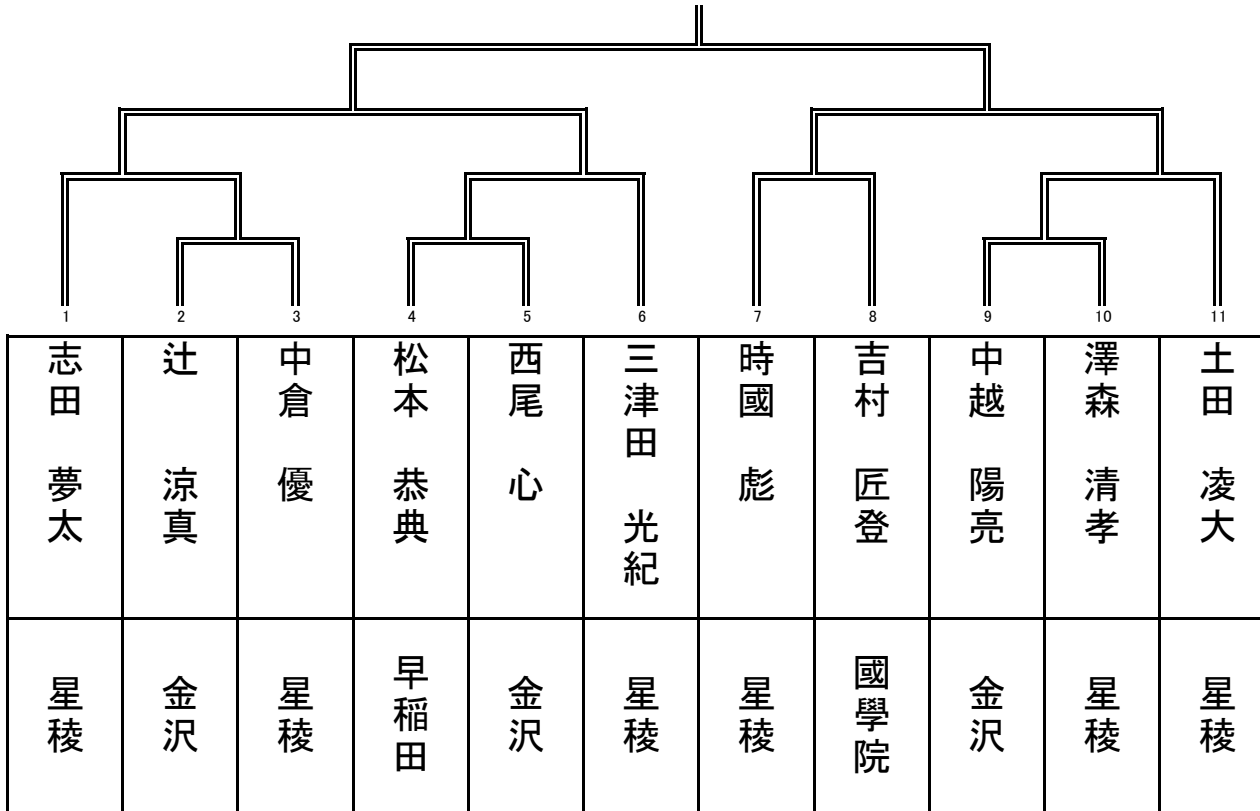 1 2 3 4 5 6 7 8 9 10 11
志田 夢太
辻 涼真
中倉 優
松本 恭典
西尾 心
三津田 光紀
時國 彪
吉村 匠登
中越 陽亮
澤森 清孝
土田 凌大
星稜
金沢
星稜
早稲田
金沢
星稜
星稜
國學院
金沢
星稜
星稜